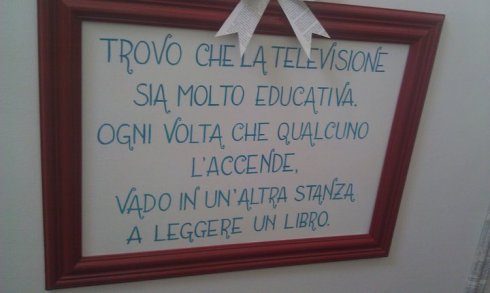 TROVO CHE LA TELEVISIONE
SIA MOLTO EDUCATIVA.
OGNI VOLTA CHE QUALCUNO
L'ACCENDE,
VADO IN UN'ALTRA STANZA
A LEGGERE UN LIBRO.